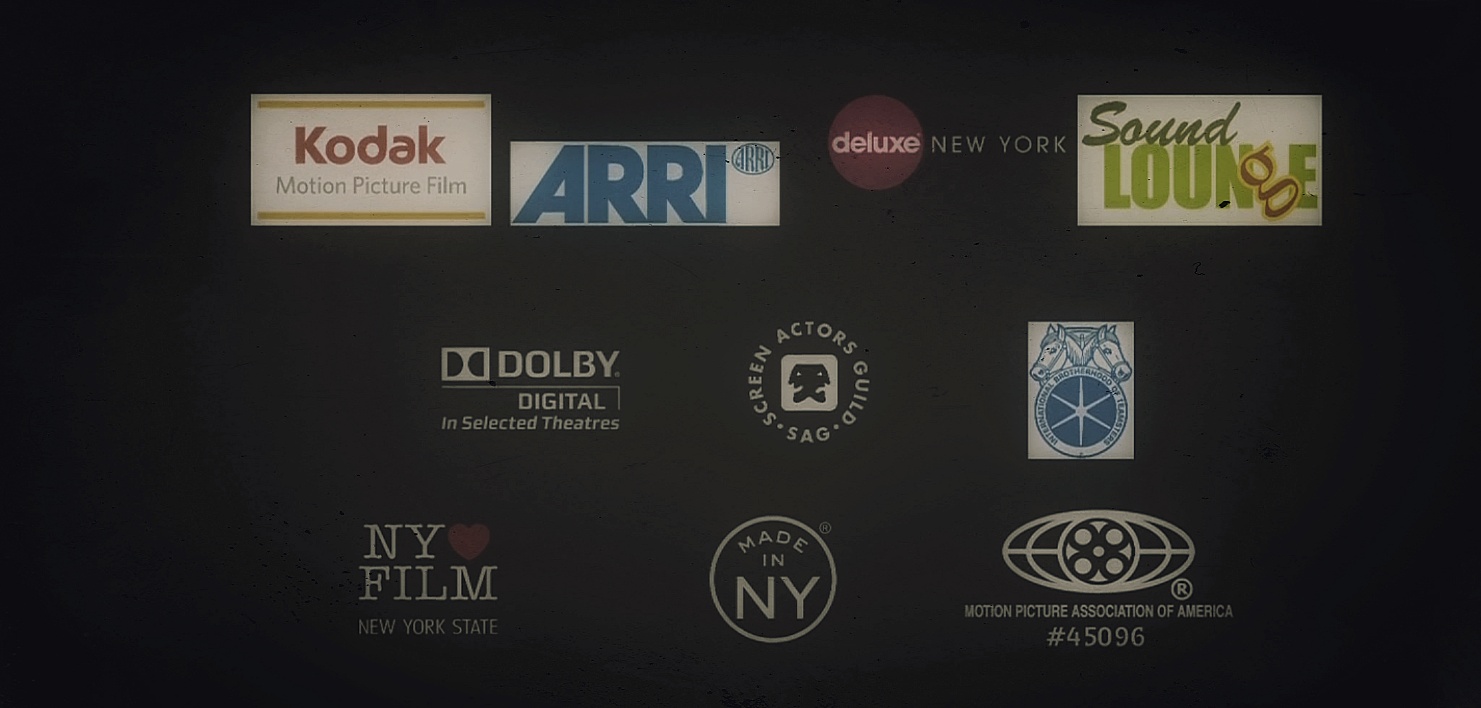 Kodak
Motion Picture Film
ARRI
ARRI
deluxe NEW YORK
Sound
LOUNgE
DOLBY
DIGITAL
In Selected Theatres
SCREEN ACTORS GUILD
• SAG •
INTERNATIONAL BROTHERHOOD OF TEAMSTERS
NY
FILM
NEW YORK STATE
MADE
IN
NY
®
®
MOTION PICTURE ASSOCIATION OF AMERICA
#45096